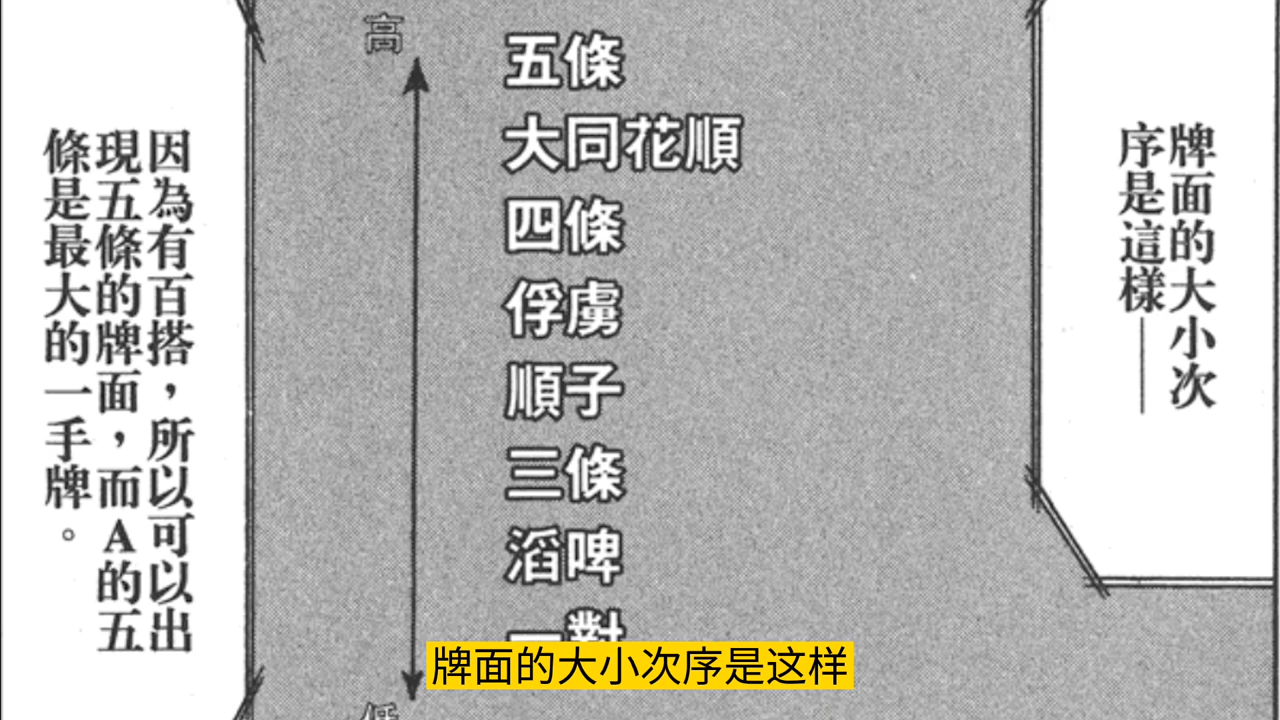 牌面的大小次
序是這樣——
高
五條
大同花順
四條
俘虜
順子
三條
滔啤
一對
低
因為有百搭，所以可以出
現五條的牌面，而A的五
條是最大的一手牌。
牌面的大小次序是这样